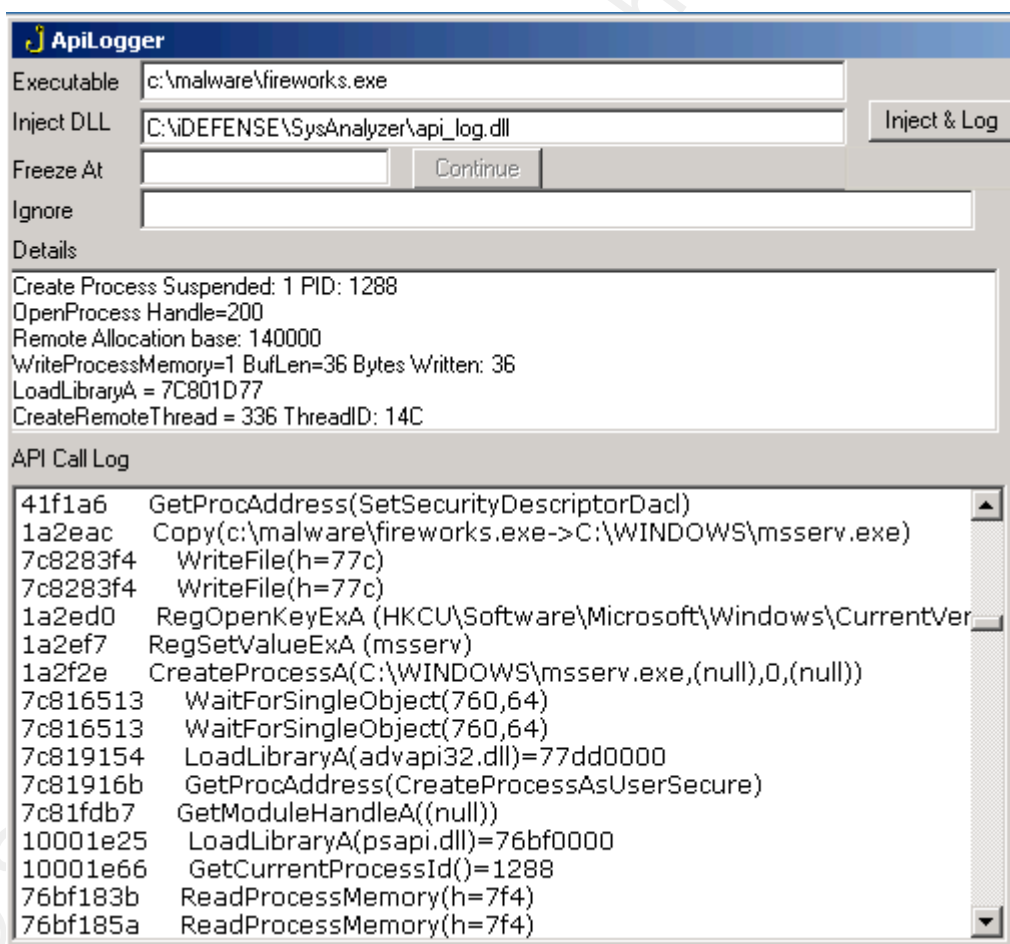 ApiLogger
Executable c:\malware\fireworks.exe
Inject DLL C:\iDEFENSE\SysAnalyzer\api_log.dll Inject & Log
Freeze At Continue
Ignore
Details
Create Process Suspended: 1 PID: 1288
OpenProcess Handle=200
Remote Allocation base: 140000
WriteProcessMemory=1 BufLen=36 Bytes Written: 36
LoadLibraryA = 7C801D77
CreateRemoteThread = 336 ThreadID: 14C
API Call Log
41f1a6 GetProcAddress(SetSecurityDescriptorDacl)
1a2eac Copy(c:\malware\fireworks.exe->C:\WINDOWS\msserv.exe)
7c8283f4 WriteFile(h=77c)
7c8283f4 WriteFile(h=77c)
1a2ed0 RegOpenKeyExA (HKCU\Software\Microsoft\Windows\CurrentVer
1a2ef7 RegSetValueExA (msserv)
1a2f2e CreateProcessA(C:\WINDOWS\msserv.exe,(null),0,(null))
7c816513 WaitForSingleObject(760,64)
7c816513 WaitForSingleObject(760,64)
7c819154 LoadLibraryA(advapi32.dll)=77dd0000
7c81916b GetProcAddress(CreateProcessAsUserSecure)
7c81fdb7 GetModuleHandleA((null))
10001e25 LoadLibraryA(psapi.dll)=76bf0000
10001e66 GetCurrentProcessId()=1288
76bf183b ReadProcessMemory(h=7f4)
76bf185a ReadProcessMemory(h=7f4)